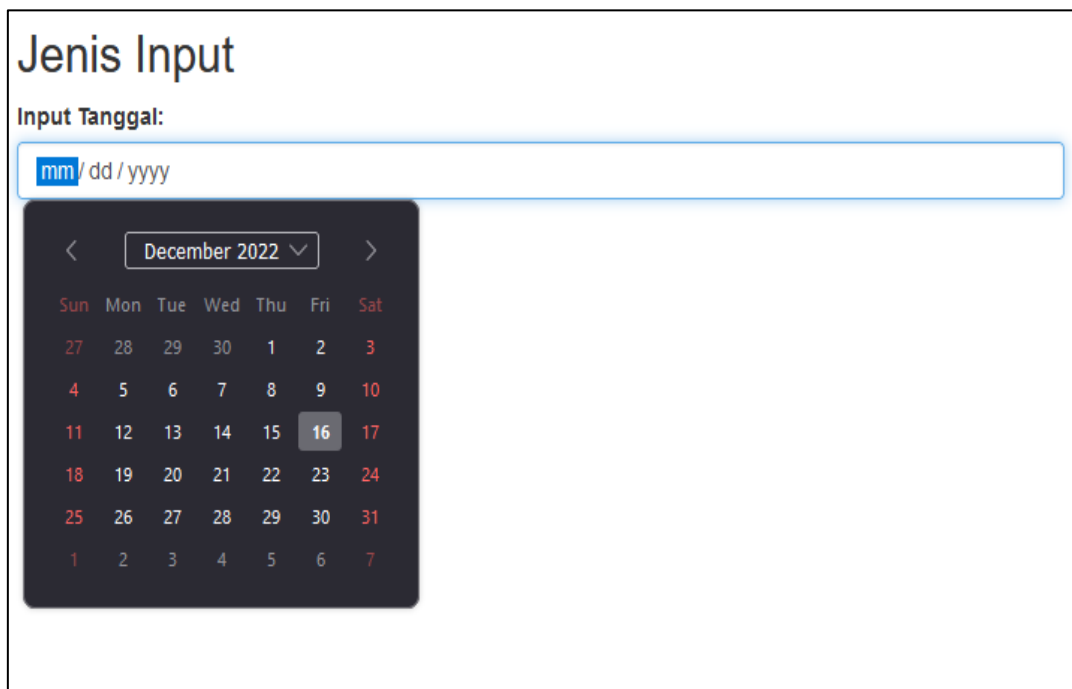 Jenis Input
Input Tanggal:
mm / dd / yyyy
December 2022
Sun Mon Tue Wed Thu Fri Sat
27 28 29 30 1 2 3
4 5 6 7 8 9 10
11 12 13 14 15 16 17
18 19 20 21 22 23 24
25 26 27 28 29 30 31
1 2 3 4 5 6 7